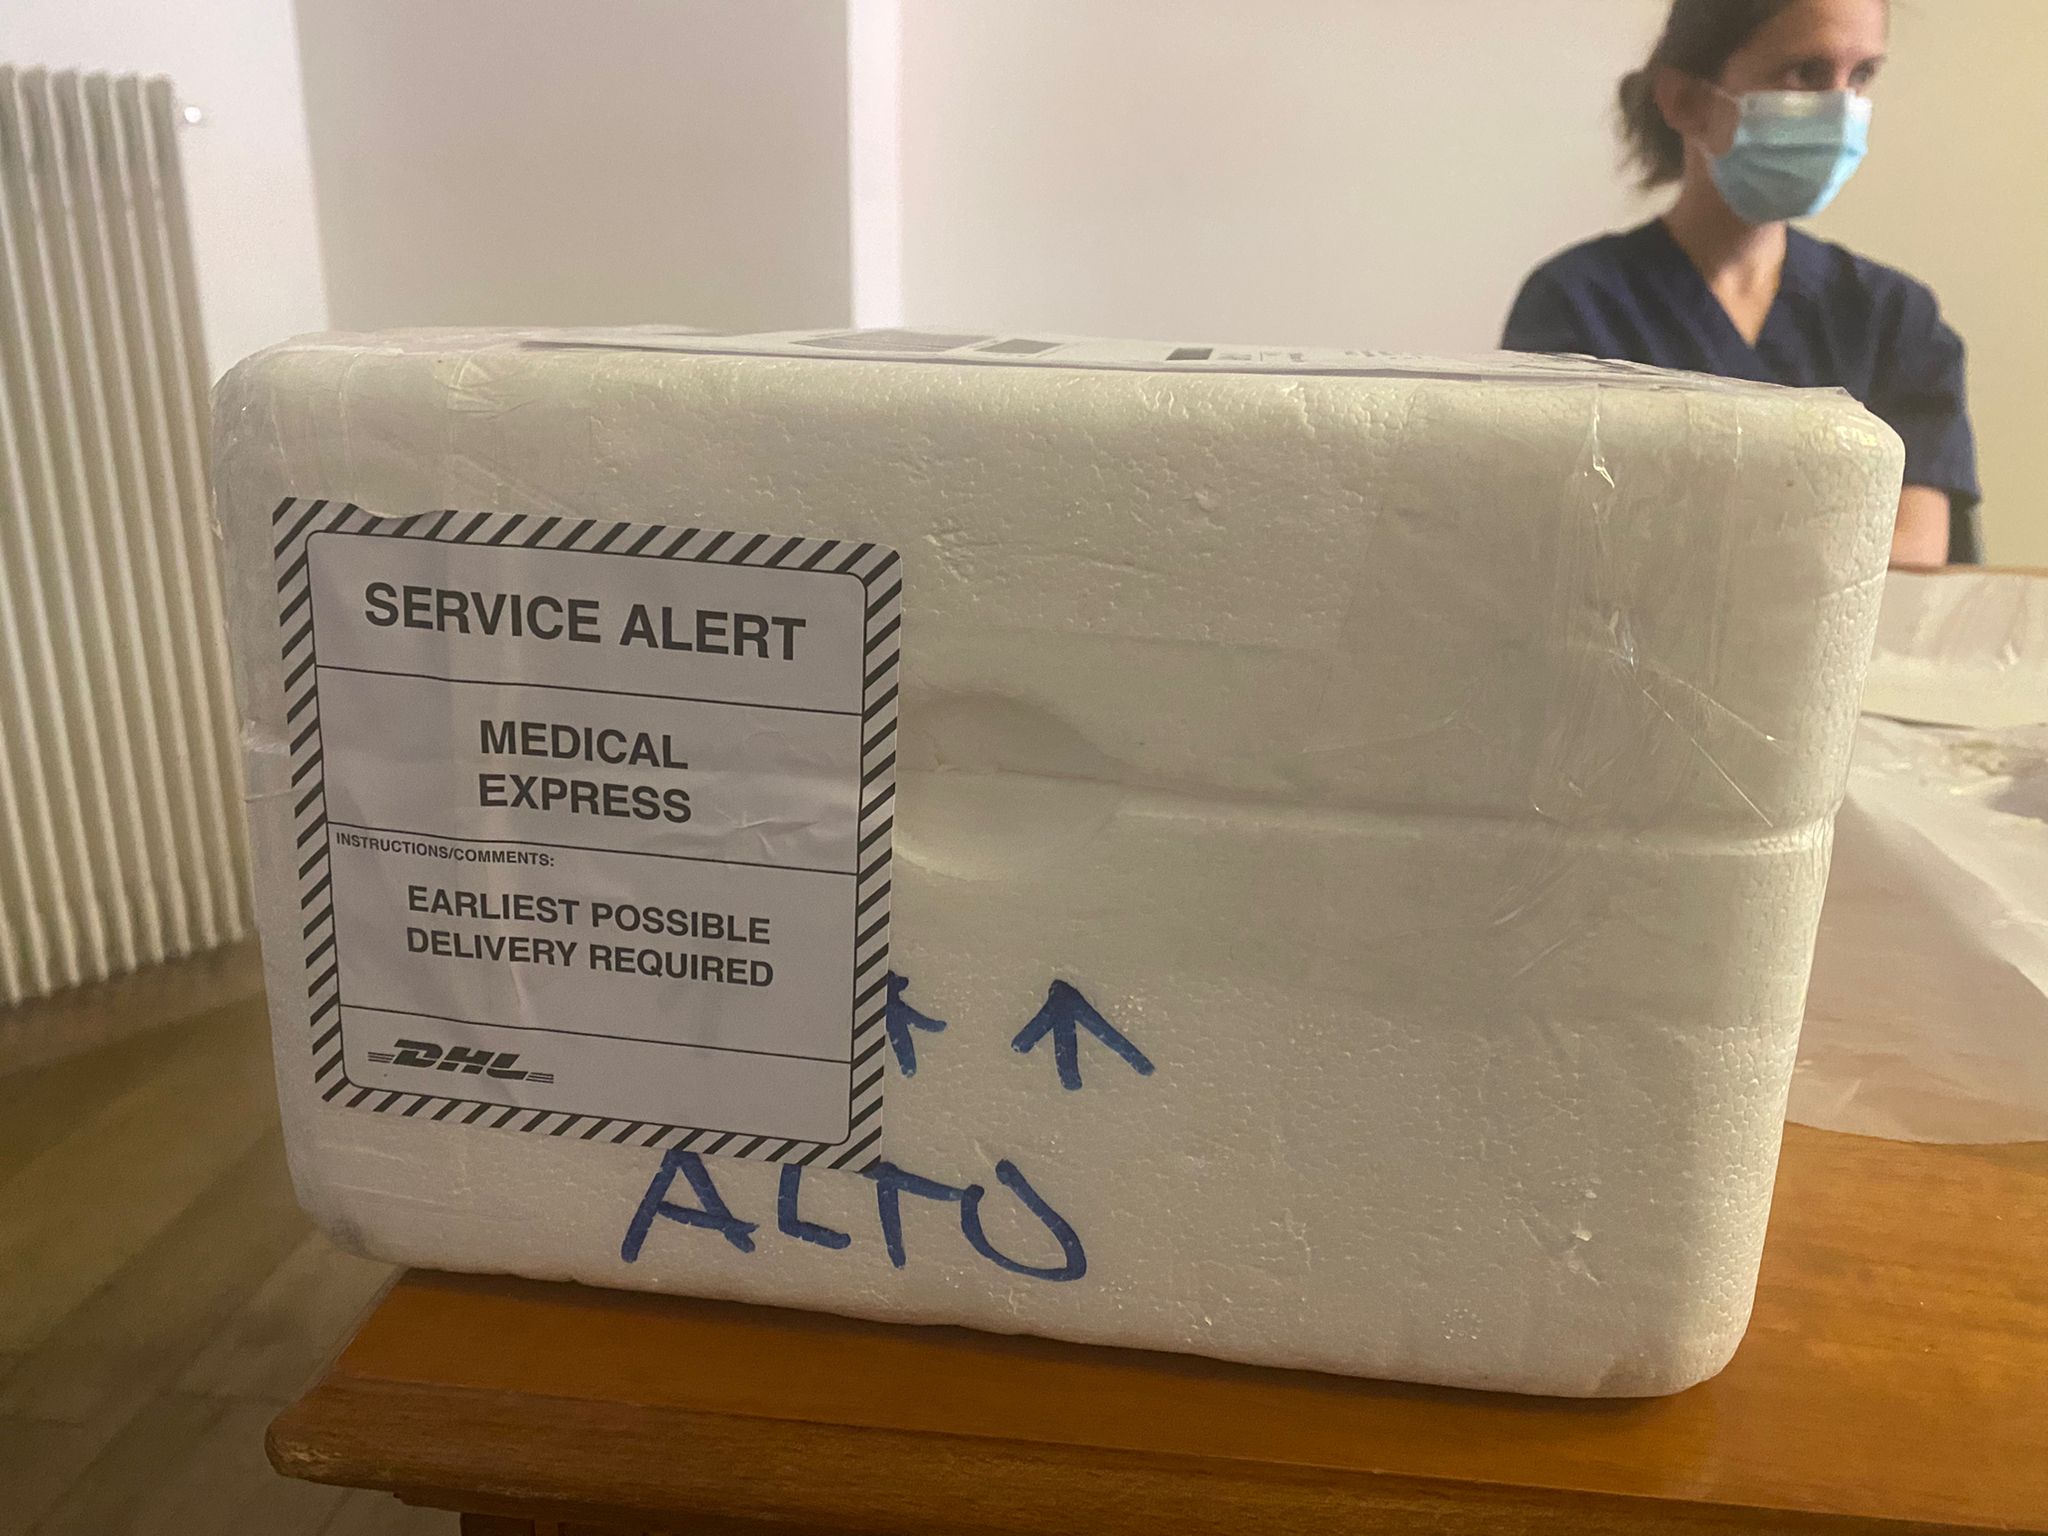 SERVICE ALERT
MEDICAL
EXPRESS
INSTRUCTIONS/COMMENTS:
EARLIEST POSSIBLE
DELIVERY REQUIRED
DHL
ALTO